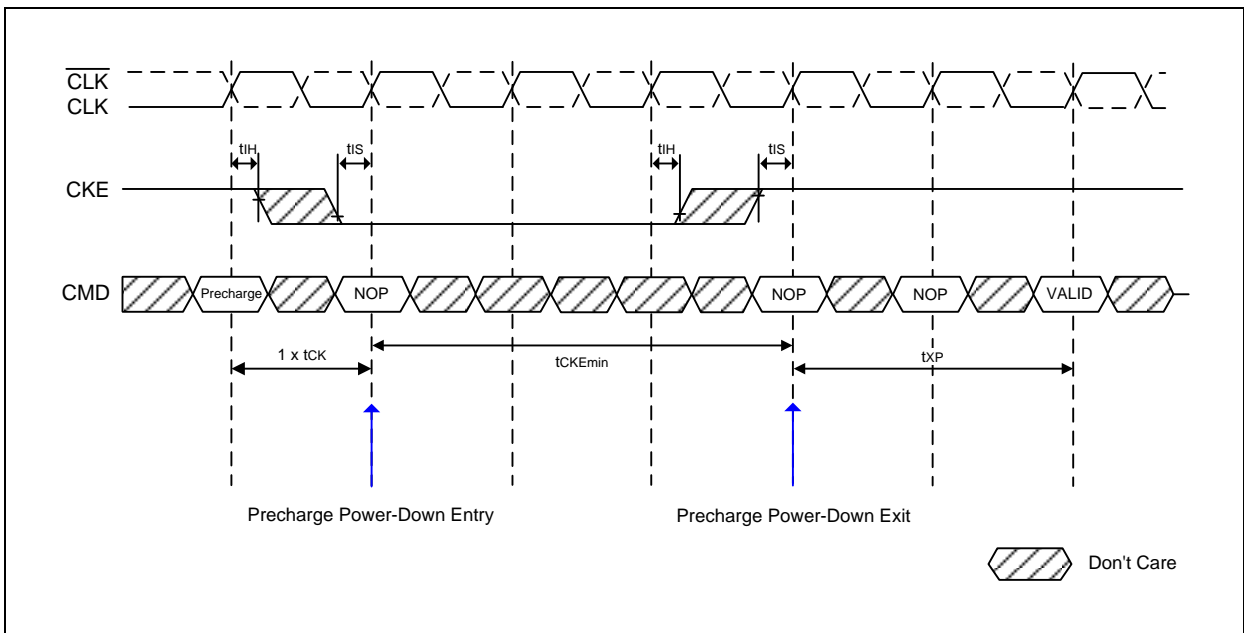 CLK
CLK
tIH
tIS
tIH
tIS
CKE
CMD
Precharge
NOP
NOP
NOP
VALID
1 x tCK
tCKEmin
tXP
Precharge Power-Down Entry
Precharge Power-Down Exit
Don't Care